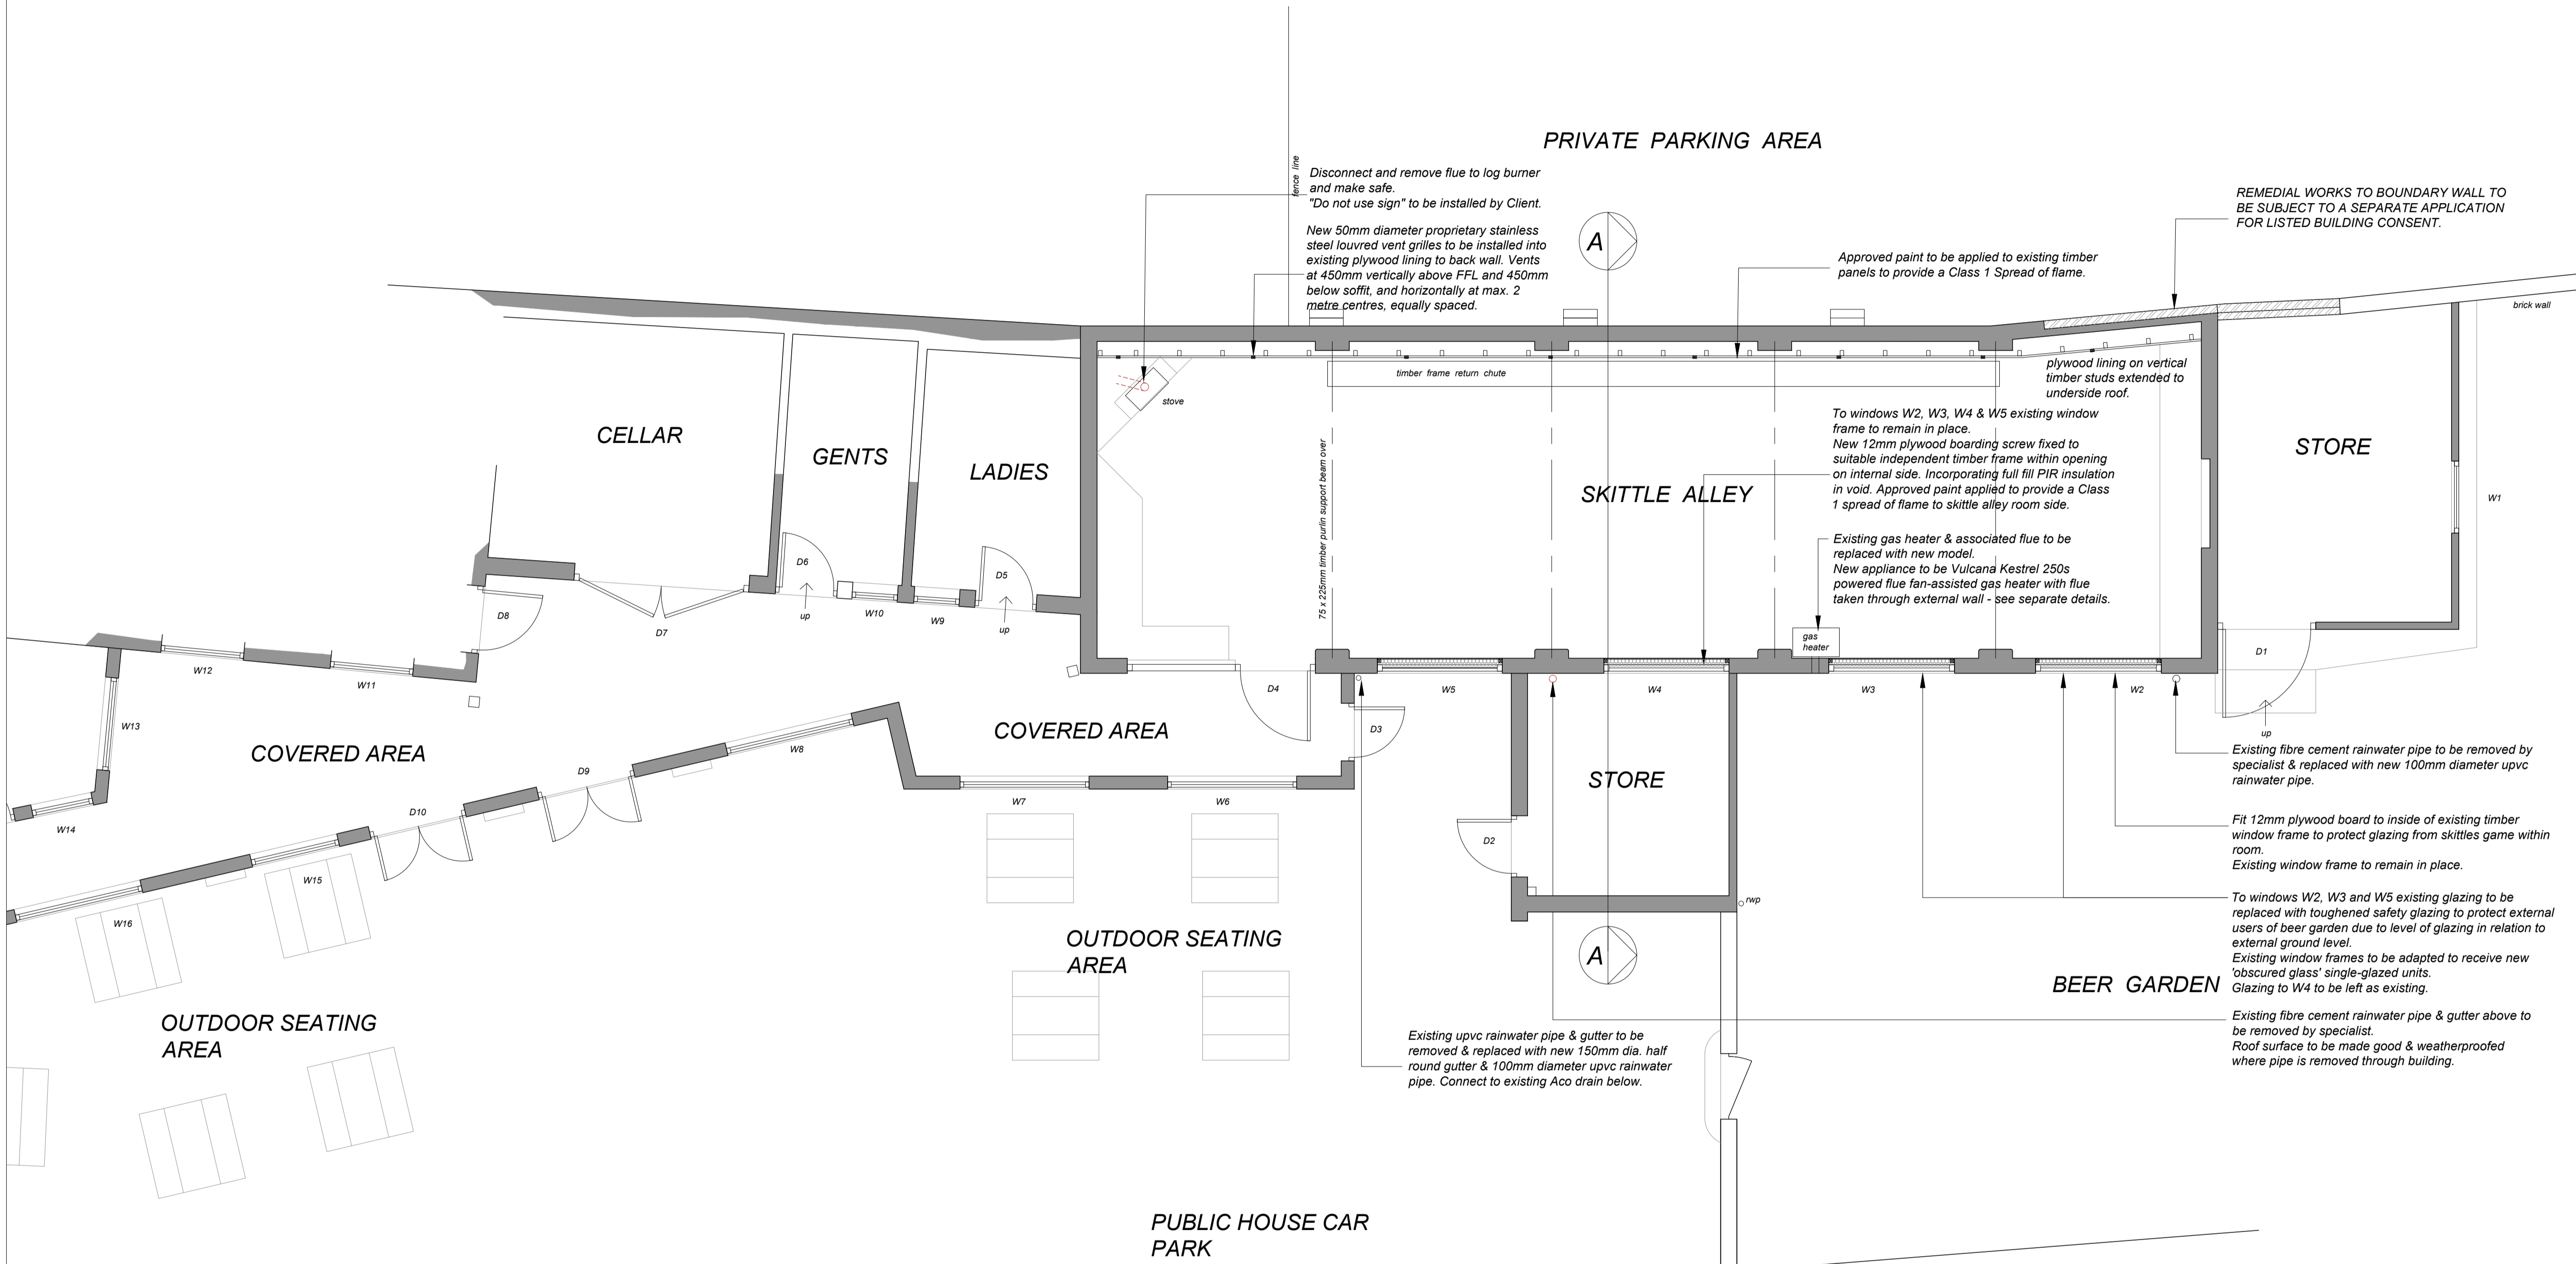 PRIVATE PARKING AREA
fence line
Disconnect and remove flue to log burner
and make safe.
"Do not use sign" to be installed by Client.
New 50mm diameter proprietary stainless
steel louvred vent grilles to be installed into
existing plywood lining to back wall. Vents
at 450mm vertically above FFL and 450mm
below soffit, and horizontally at max. 2
metre centres, equally spaced.
A
Approved paint to be applied to existing timber
panels to provide a Class 1 Spread of flame.
REMEDIAL WORKS TO BOUNDARY WALL TO
BE SUBJECT TO A SEPARATE APPLICATION
FOR LISTED BUILDING CONSENT.
brick wall
timber frame return chute
stove
plywood lining on vertical
timber studs extended to
underside roof.
To windows W2, W3, W4 & W5 existing window
frame to remain in place.
New 12mm plywood boarding screw fixed to
suitable independent timber frame within opening
on internal side. Incorporating full fill PIR insulation
in void. Approved paint applied to provide a Class
1 spread of flame to skittle alley room side.
CELLAR
GENTS
LADIES
SKITTLE ALLEY
STORE
W1
75 x 225mm timber purlin support beam over
Existing gas heater & associated flue to be
replaced with new model.
New appliance to be Vulcana Kestrel 250s
powered flue fan-assisted gas heater with flue
taken through external wall - see separate details.
gas
heater
D6
up
D5
up
W10
W9
D8
D7
W12
W11
W13
W14
COVERED AREA
COVERED AREA
D4
D3
W5
W4
W3
W2
D1
up
W8
D9
D10
W7
W6
W15
W16
STORE
D2
rwp
Existing fibre cement rainwater pipe to be removed by
specialist & replaced with new 100mm diameter upvc
rainwater pipe.
Fit 12mm plywood board to inside of existing timber
window frame to protect glazing from skittles game within
room.
Existing window frame to remain in place.
To windows W2, W3 and W5 existing glazing to be
replaced with toughened safety glazing to protect external
users of beer garden due to level of glazing in relation to
external ground level.
Existing window frames to be adapted to receive new
'obscured glass' single-glazed units.
Glazing to W4 to be left as existing.
Existing fibre cement rainwater pipe & gutter above to
be removed by specialist.
Roof surface to be made good & weatherproofed
where pipe is removed through building.
OUTDOOR SEATING
AREA
A
BEER GARDEN
OUTDOOR SEATING
AREA
Existing upvc rainwater pipe & gutter to be
removed & replaced with new 150mm dia. half
round gutter & 100mm diameter upvc rainwater
pipe. Connect to existing Aco drain below.
PUBLIC HOUSE CAR
PARK